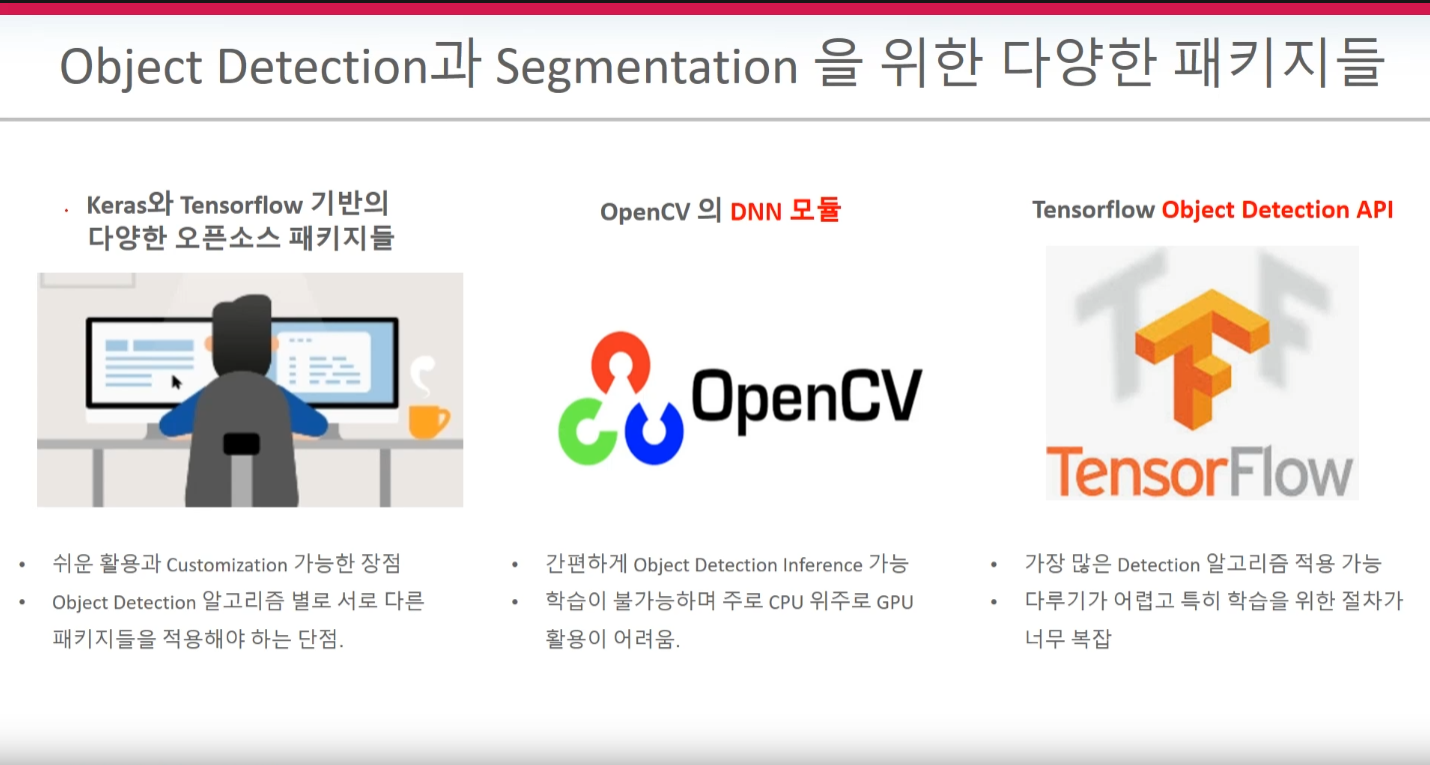 Object Detection과 Segmentation 을 위한 다양한 패키지들
Keras와 Tensorflow 기반의
다양한 오픈소스 패키지들
• 쉬운 활용과 Customization 가능한 장점
• Object Detection 알고리즘 별로 서로 다른
패키지들을 적용해야 하는 단점.
OpenCV 의 DNN 모듈
OpenCV
• 간편하게 Object Detection Inference 가능
• 학습이 불가능하며 주로 CPU 위주로 GPU
활용이 어려움.
Tensorflow Object Detection API
TensorFlow
• 가장 많은 Detection 알고리즘 적용 가능
• 다루기가 어렵고 특히 학습을 위한 절차가
너무 복잡